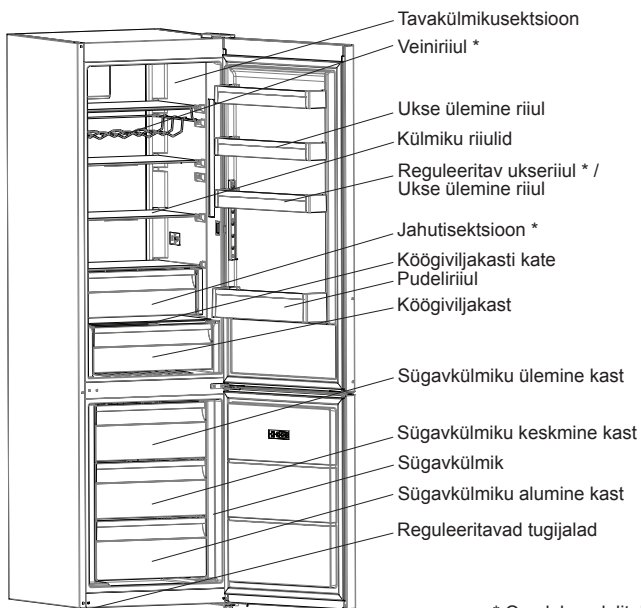 Tavakülmikusektsioon
Veiniriiul *
Ukse ülemine riiul
Külmiku riiulid
Reguleeritav ukseriiul * /
Ukse ülemine riiul
Jahutisektsioon *
Köögiviljakasti kate
Pudeliriiul
Köögiviljakast
Sügavkülmiku ülemine kast
Sügavkülmiku keskmine kast
Sügavkülmik
Sügavkülmiku alumine kast
Reguleeritavad tugijalad